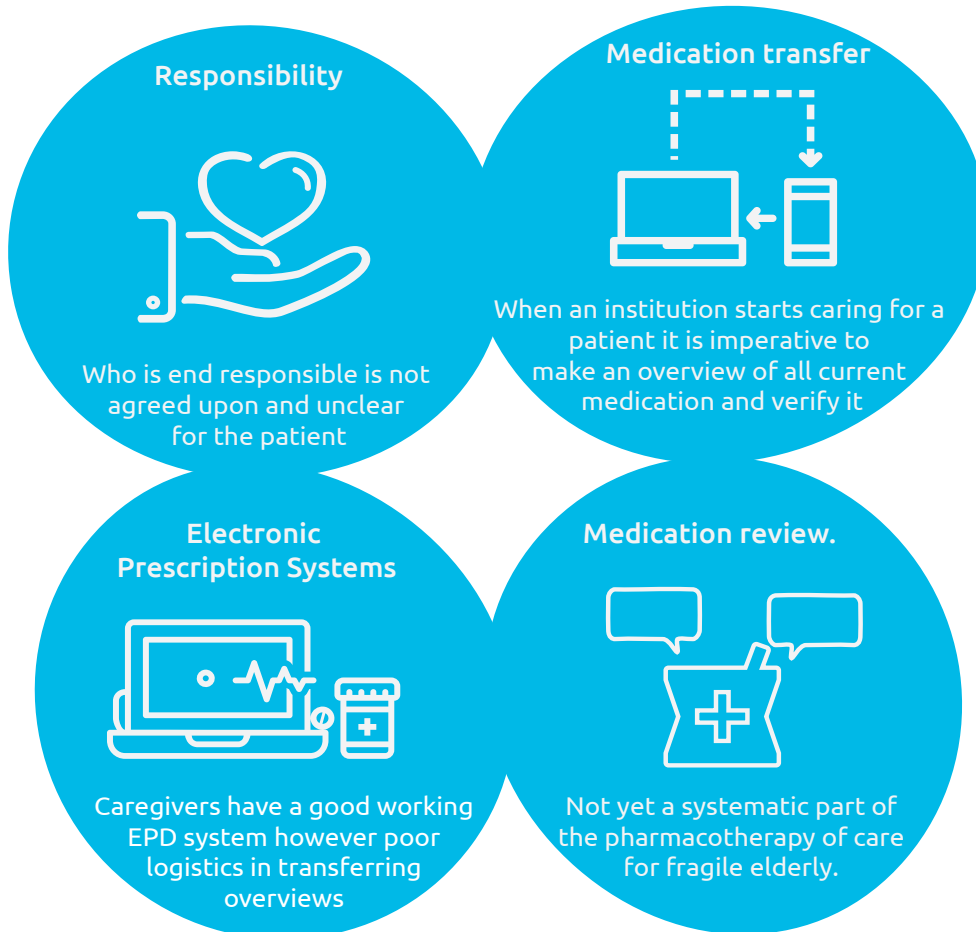 Responsibility
Who is end responsible is not
agreed upon and unclear
for the patient
Medication transfer
When an institution starts caring for a
patient it is imperative to
make an overview of all current
medication and verify it
Electronic
Prescription Systems
Caregivers have a good working
EPD system however poor
logistics in transferring
overviews
Medication review.
Not yet a systematic part of
the pharmacotherapy of care
for fragile elderly.